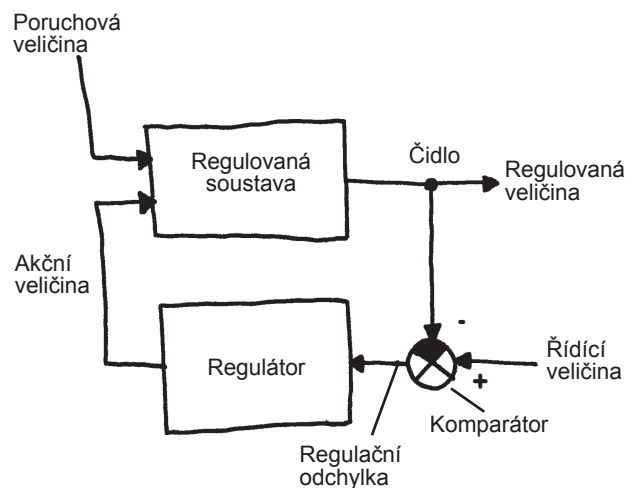 Poruchová
veličina
Regulovaná
soustava
Čidlo
Regulovaná
veličina
Akční
veličina
Regulátor
-
+
Řídící
veličina
Komparátor
Regulační
odchylka